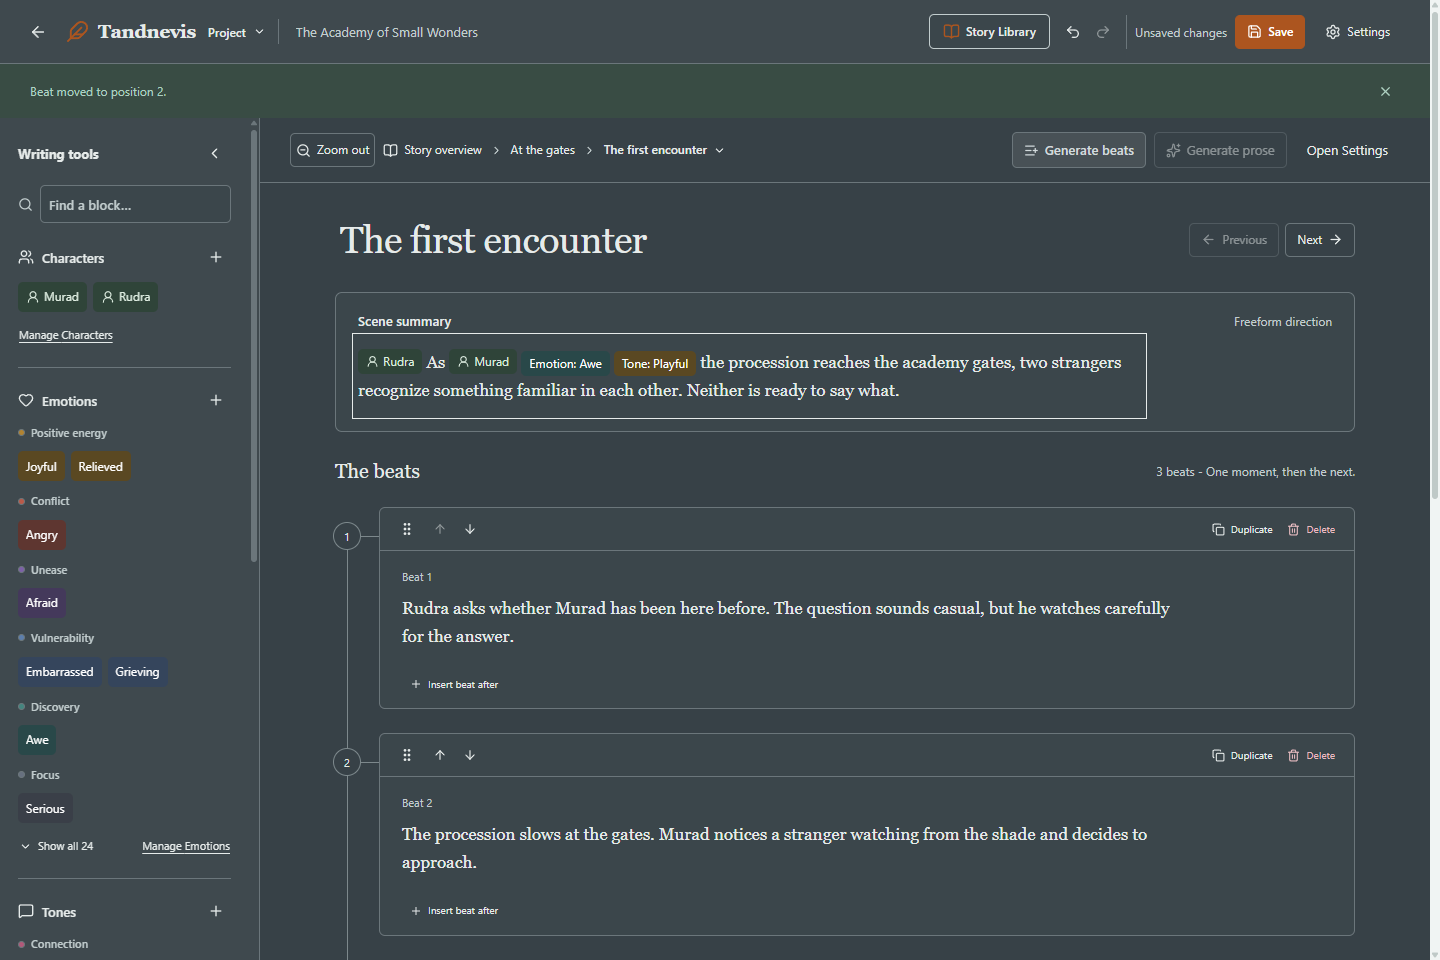 Tandnevis
Project
The Academy of Small Wonders
Story Library
Unsaved changes
Save
Settings
Beat moved to position 2.
Writing tools
Find a block...
Characters
Murad
Rudra
Manage Characters
Emotions
Positive energy
Joyful
Relieved
Conflict
Angry
Unease
Afraid
Vulnerability
Embarrassed
Grieving
Discovery
Awe
Focus
Serious
Show all 24
Manage Emotions
Tones
Connection
Zoom out
Story overview
At the gates
The first encounter
Generate beats
Generate prose
Open Settings
The first encounter
Previous
Next
Scene summary
Freeform direction
Rudra As Murad Emotion: Awe Tone: Playful the procession reaches the academy gates, two strangers
recognize something familiar in each other. Neither is ready to say what.
The beats
3 beats - One moment, then the next.
1
Duplicate
Delete
Beat 1
Rudra asks whether Murad has been here before. The question sounds casual, but he watches carefully
for the answer.
Insert beat after
2
Duplicate
Delete
Beat 2
The procession slows at the gates. Murad notices a stranger watching from the shade and decides to
approach.
Insert beat after